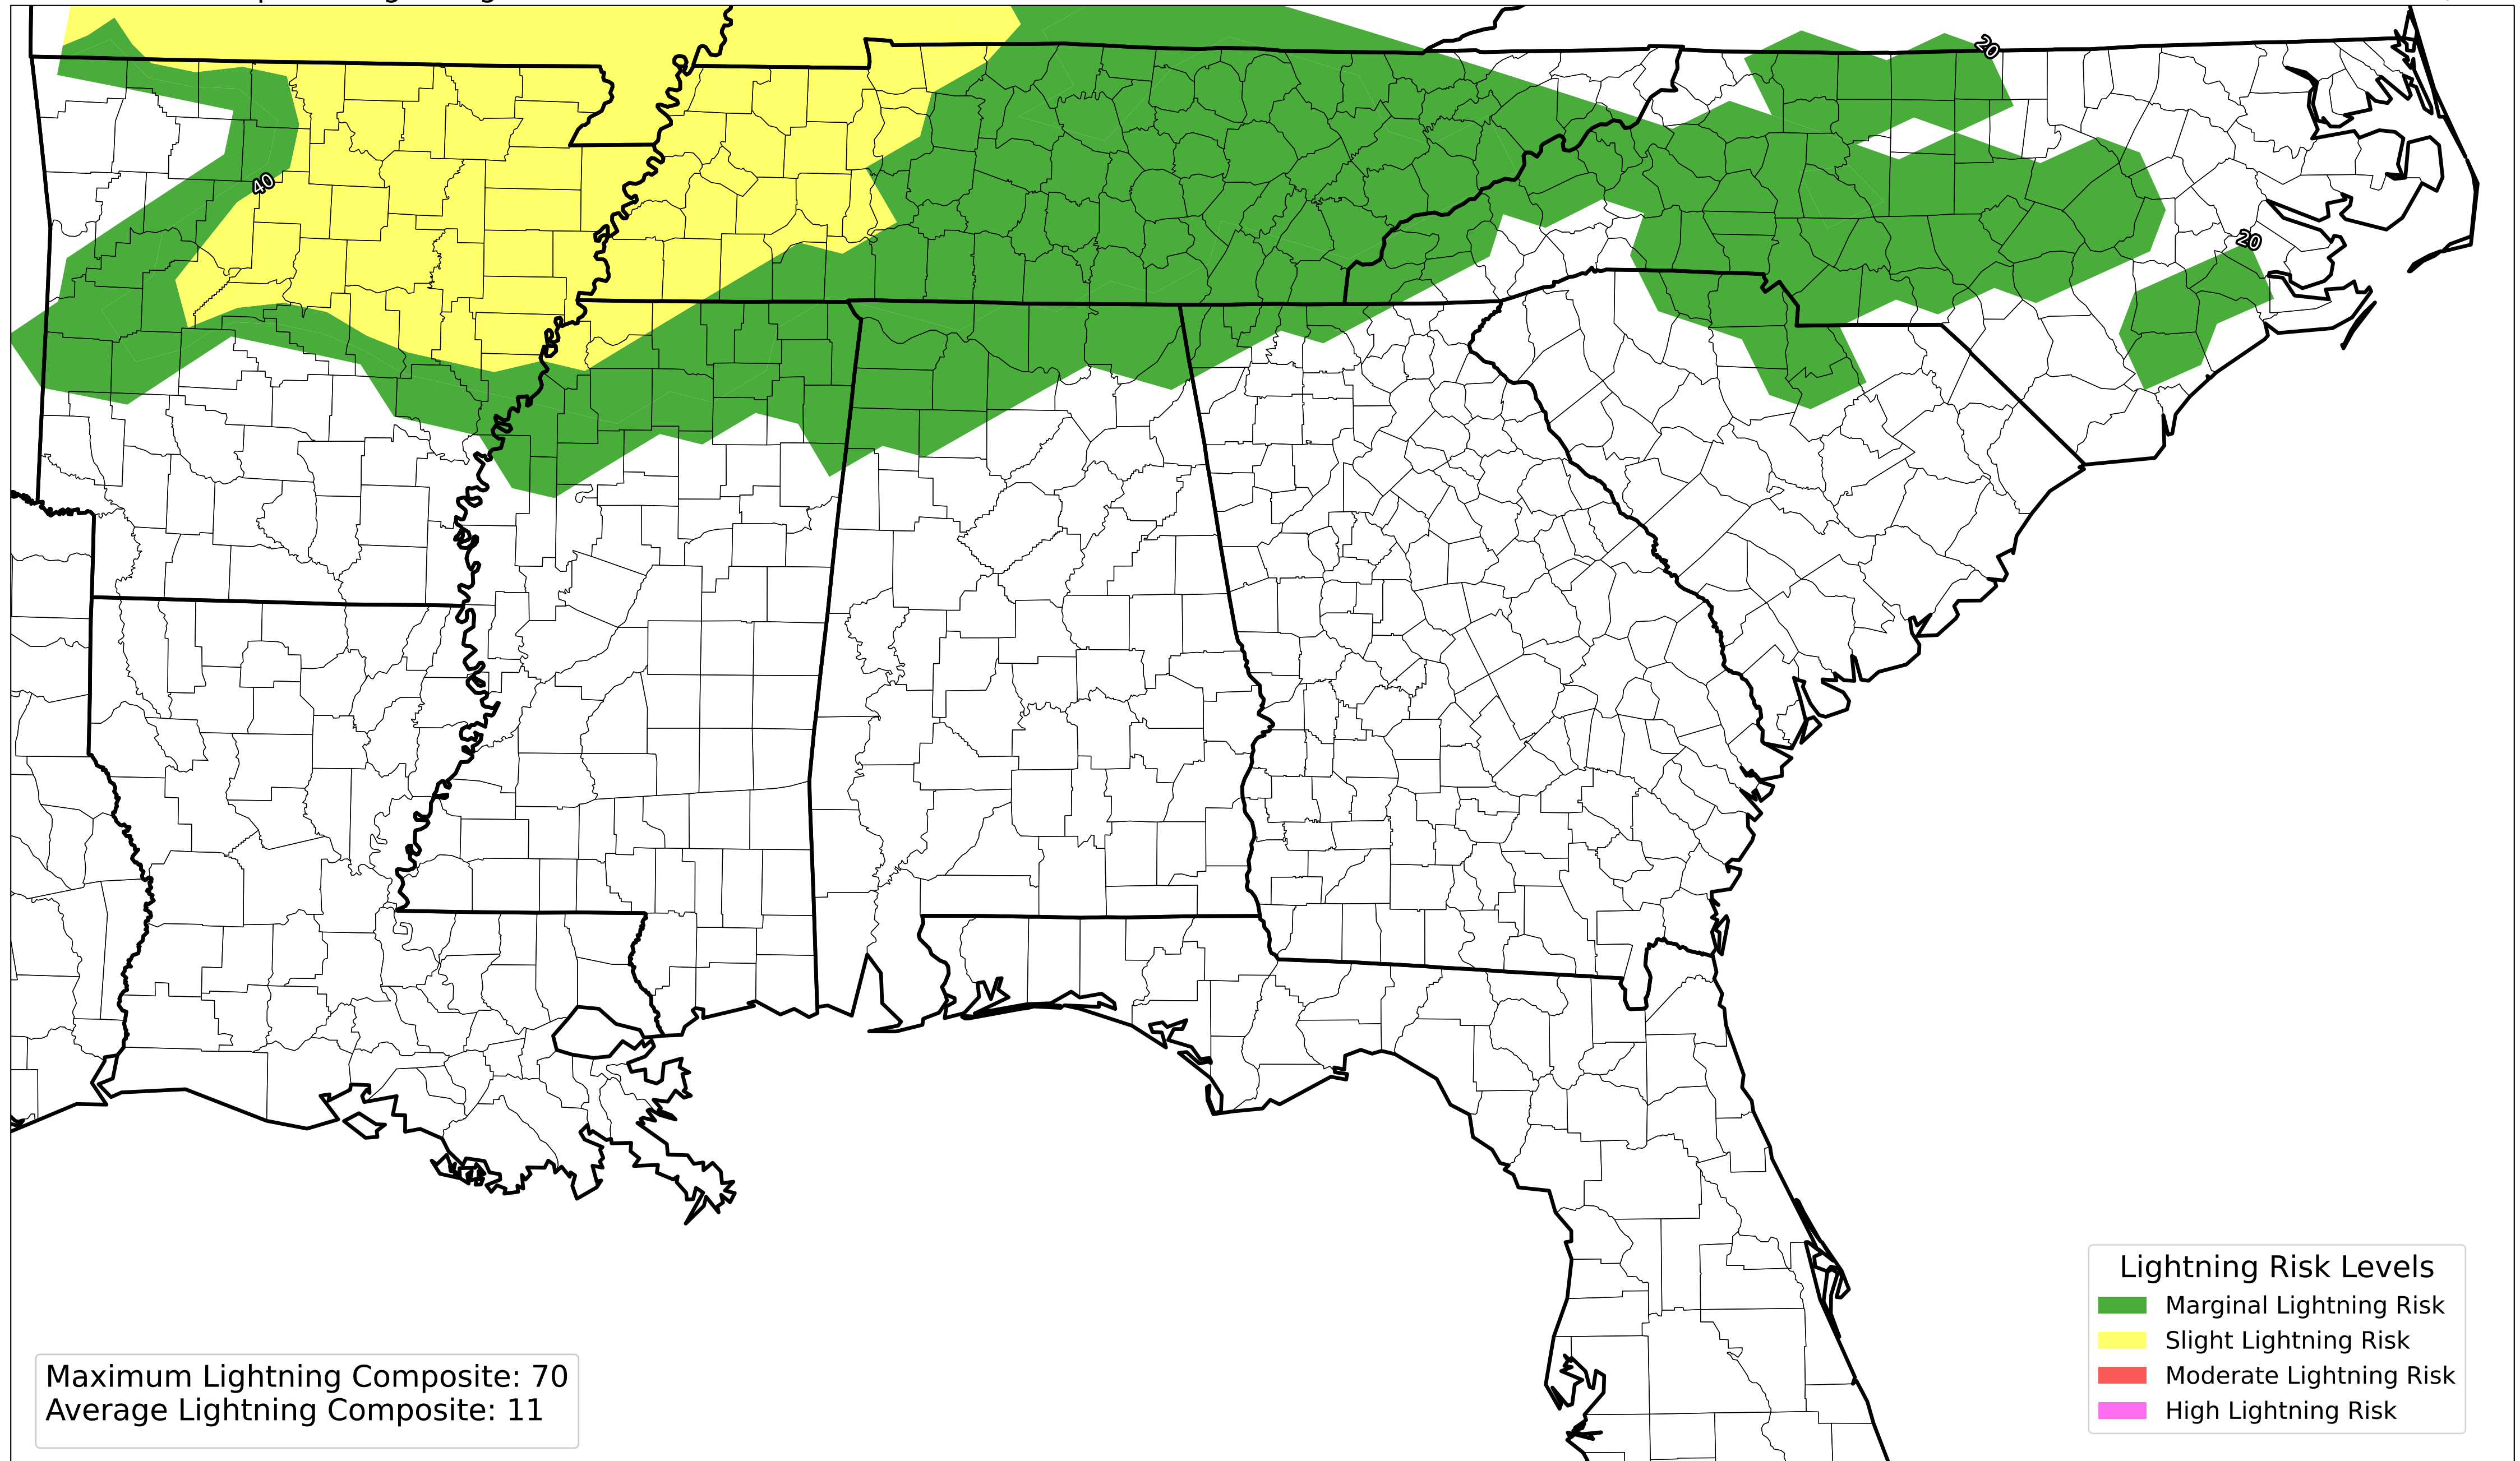 20
40
20
Lightning Risk Levels
Marginal Lightning Risk
Slight Lightning Risk
Moderate Lightning Risk
High Lightning Risk
Maximum Lightning Composite: 70
Average Lightning Composite: 11